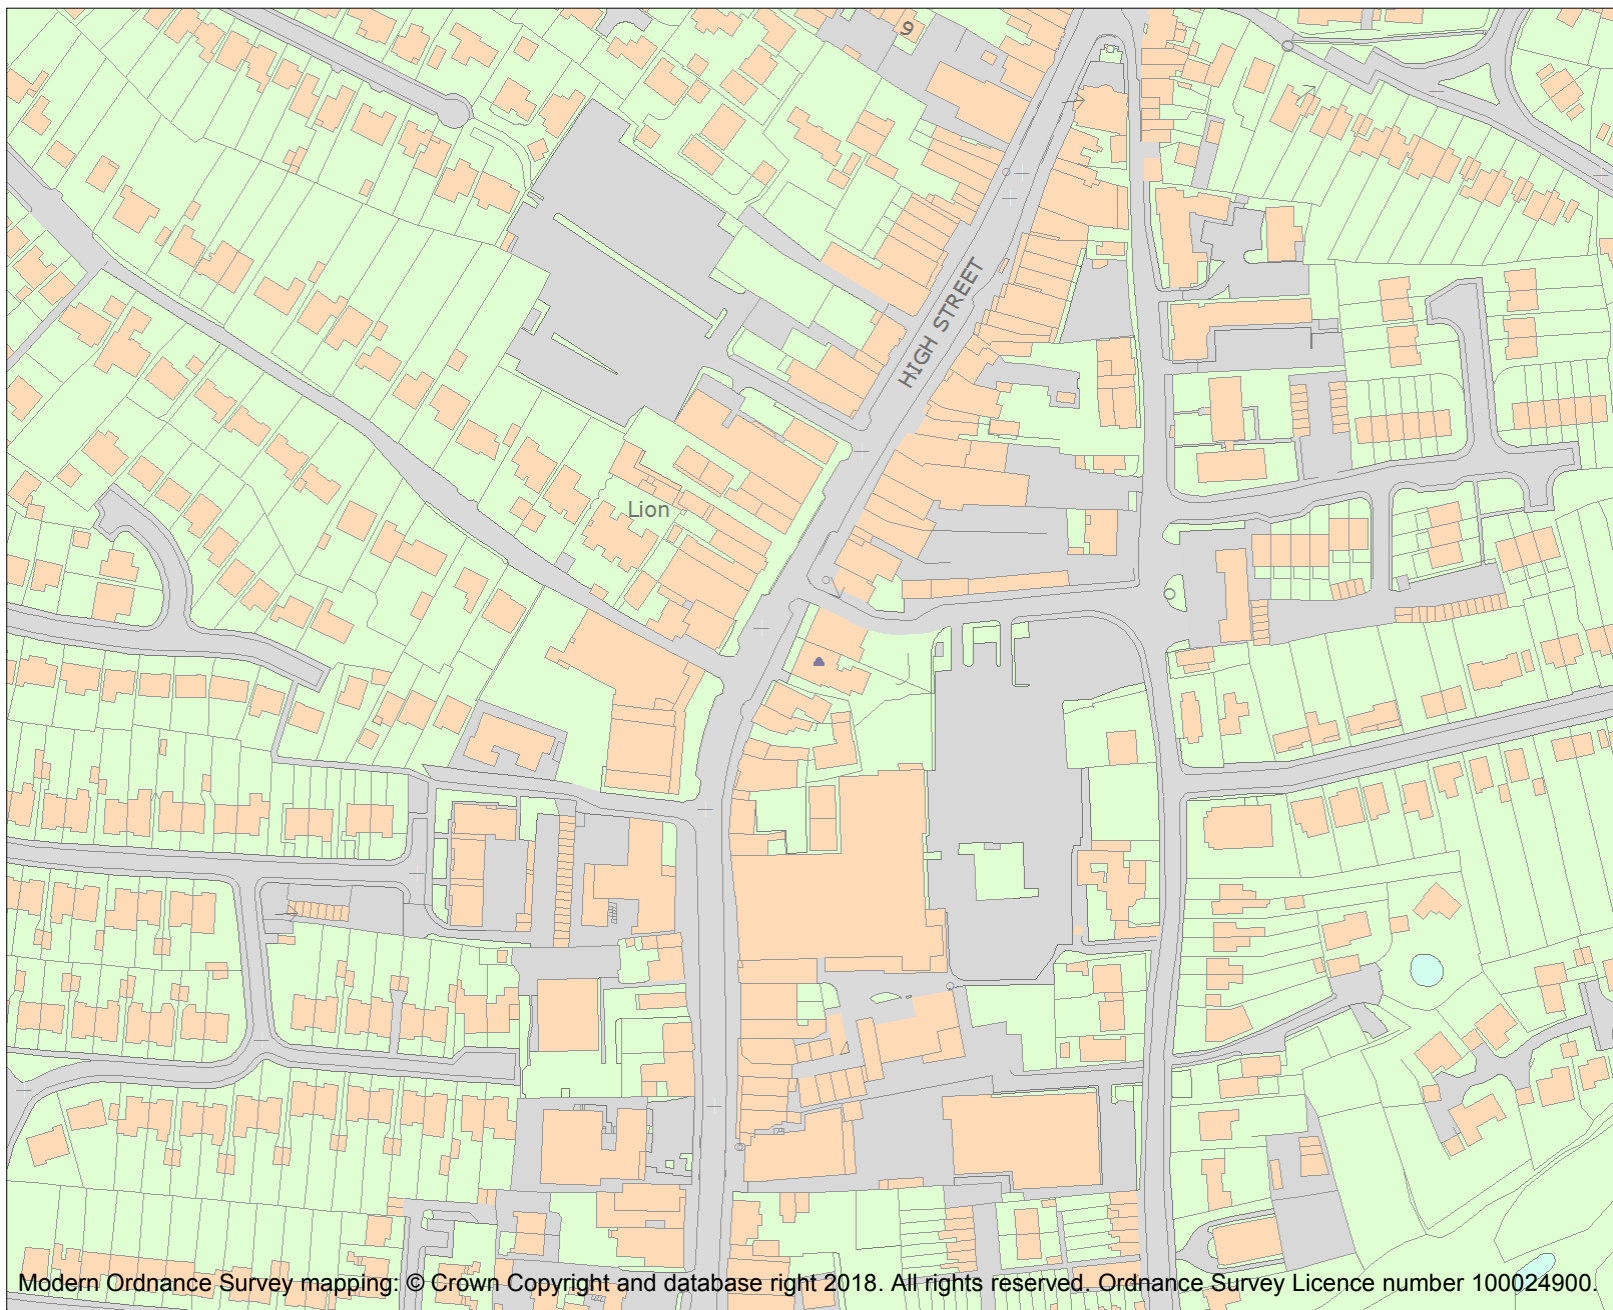 9
HIGH STREET
Lion
Modern Ordnance Survey mapping: © Crown Copyright and database right 2018. All rights reserved. Ordnance Survey Licence number 100024900.